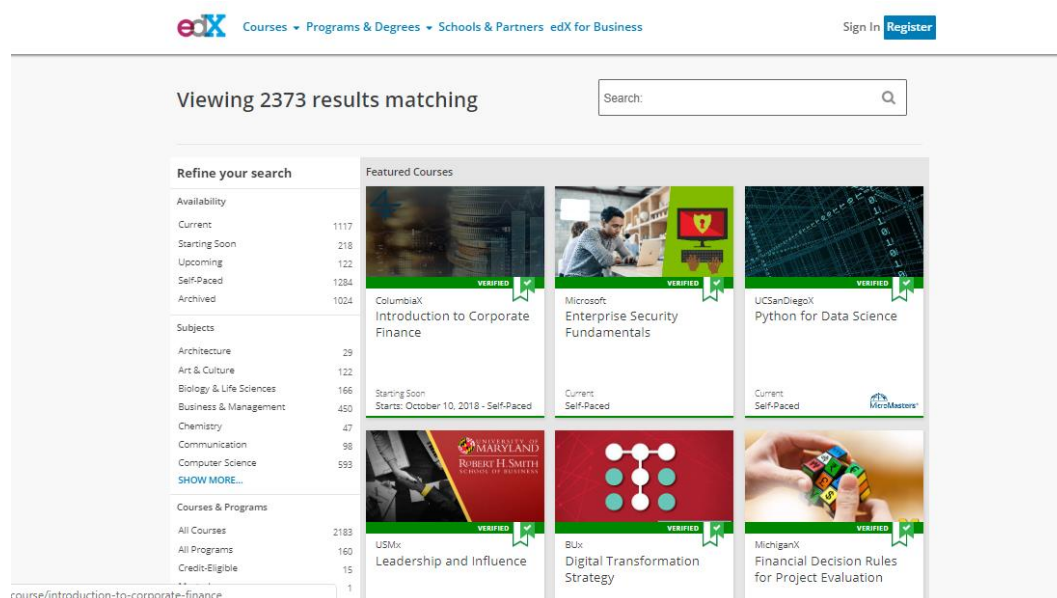 edX Courses Programs & Degrees Schools & Partners edX for Business Sign In Register
Viewing 2373 results matching
Search:
Refine your search
Availability
Current 1117
Starting Soon 218
Upcoming 122
Self-Paced 1284
Archived 1024
Subjects
Architecture 29
Art & Culture 122
Biology & Life Sciences 166
Business & Management 450
Chemistry 47
Communication 98
Computer Science 593
SHOW MORE...
Courses & Programs
All Courses 2183
All Programs 160
Credit-Eligible 15
1
course/introduction-to-corporate-finance
Featured Courses
VERIFIED
ColumbiaX
Introduction to Corporate
Finance
Starting Soon
Starts: October 10, 2018 - Self-Paced
VERIFIED
Microsoft
Enterprise Security
Fundamentals
Current
Self-Paced
VERIFIED
UCSanDiegoX
Python for Data Science
Current
Self-Paced
MicroMasters
UNIVERSITY OF
MARYLAND
ROBERT H. SMITH
SCHOOL OF BUSINESS
VERIFIED
USMx
Leadership and Influence
VERIFIED
BUx
Digital Transformation
Strategy
VERIFIED
MichiganX
Financial Decision Rules
for Project Evaluation